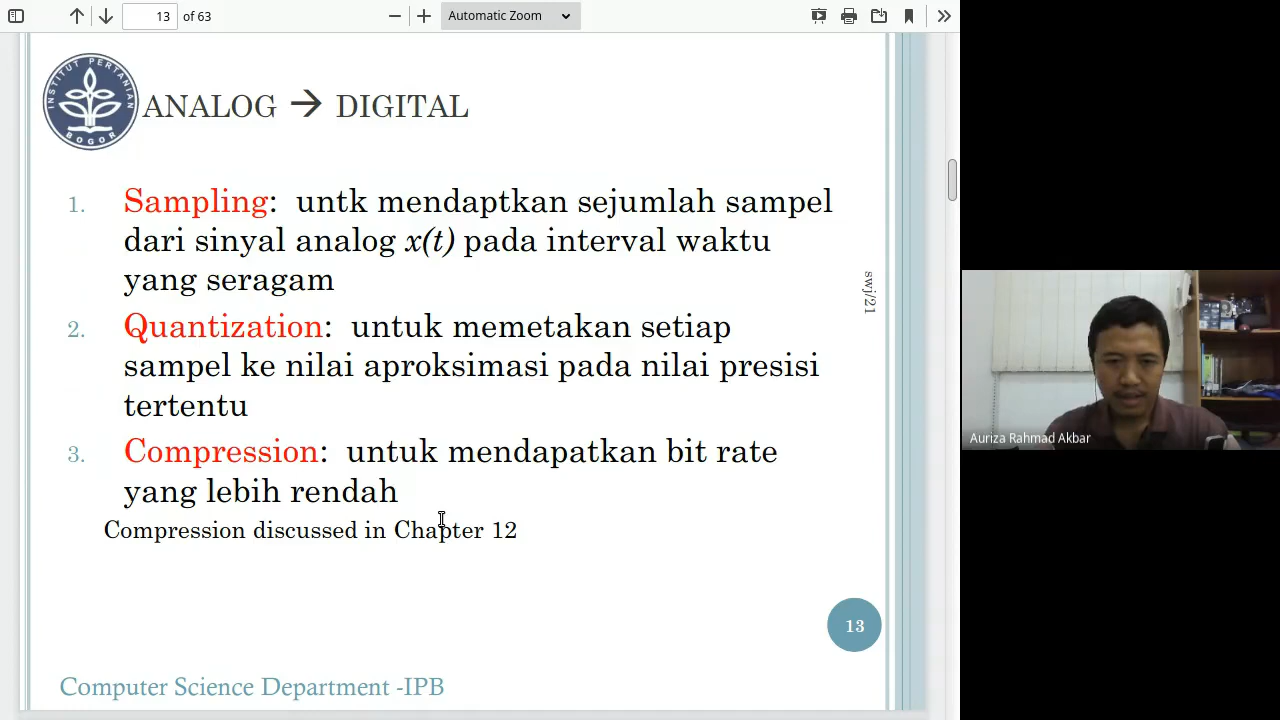 13 of 63
Automatic Zoom
INSTITUT PERTANIAN
BOGOR
ANALOG → DIGITAL
1. Sampling: untk mendaptkan sejumlah sampel
dari sinyal analog x(t) pada interval waktu
yang seragam
2. Quantization: untuk memetakan setiap
sampel ke nilai aproksimasi pada nilai presisi
tertentu
3. Compression: untuk mendapatkan bit rate
yang lebih rendah
Compression discussed in Chapter 12
swj/21
13
Computer Science Department -IPB
Auriza Rahmad Akbar